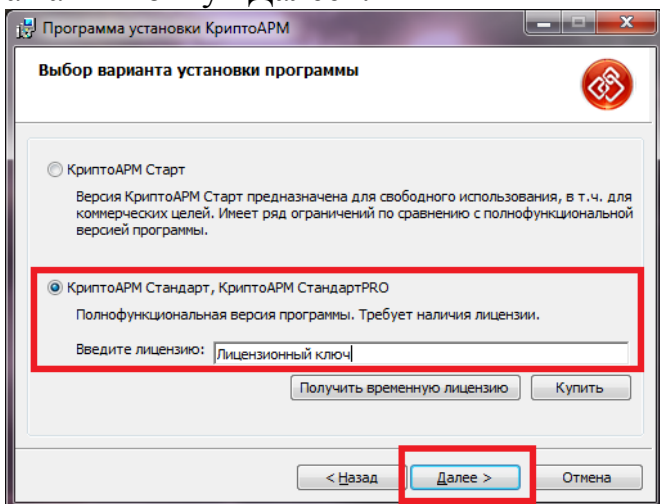 Программа установки КриптоАРМ
Выбор варианта установки программы
КриптоАРМ Старт
Версия КриптоАРМ Старт предназначена для свободного использования, в т.ч. для
коммерческих целей. Имеет ряд ограничений по сравнению с полнофункциональной
версией программы.
КриптоАРМ Стандарт, КриптоАРМ СтандартPRO
Полнофункциональная версия программы. Требует наличия лицензии.
Введите лицензию: Лицензионный ключ
Получить временную лицензию Купить
< Назад Далее > Отмена